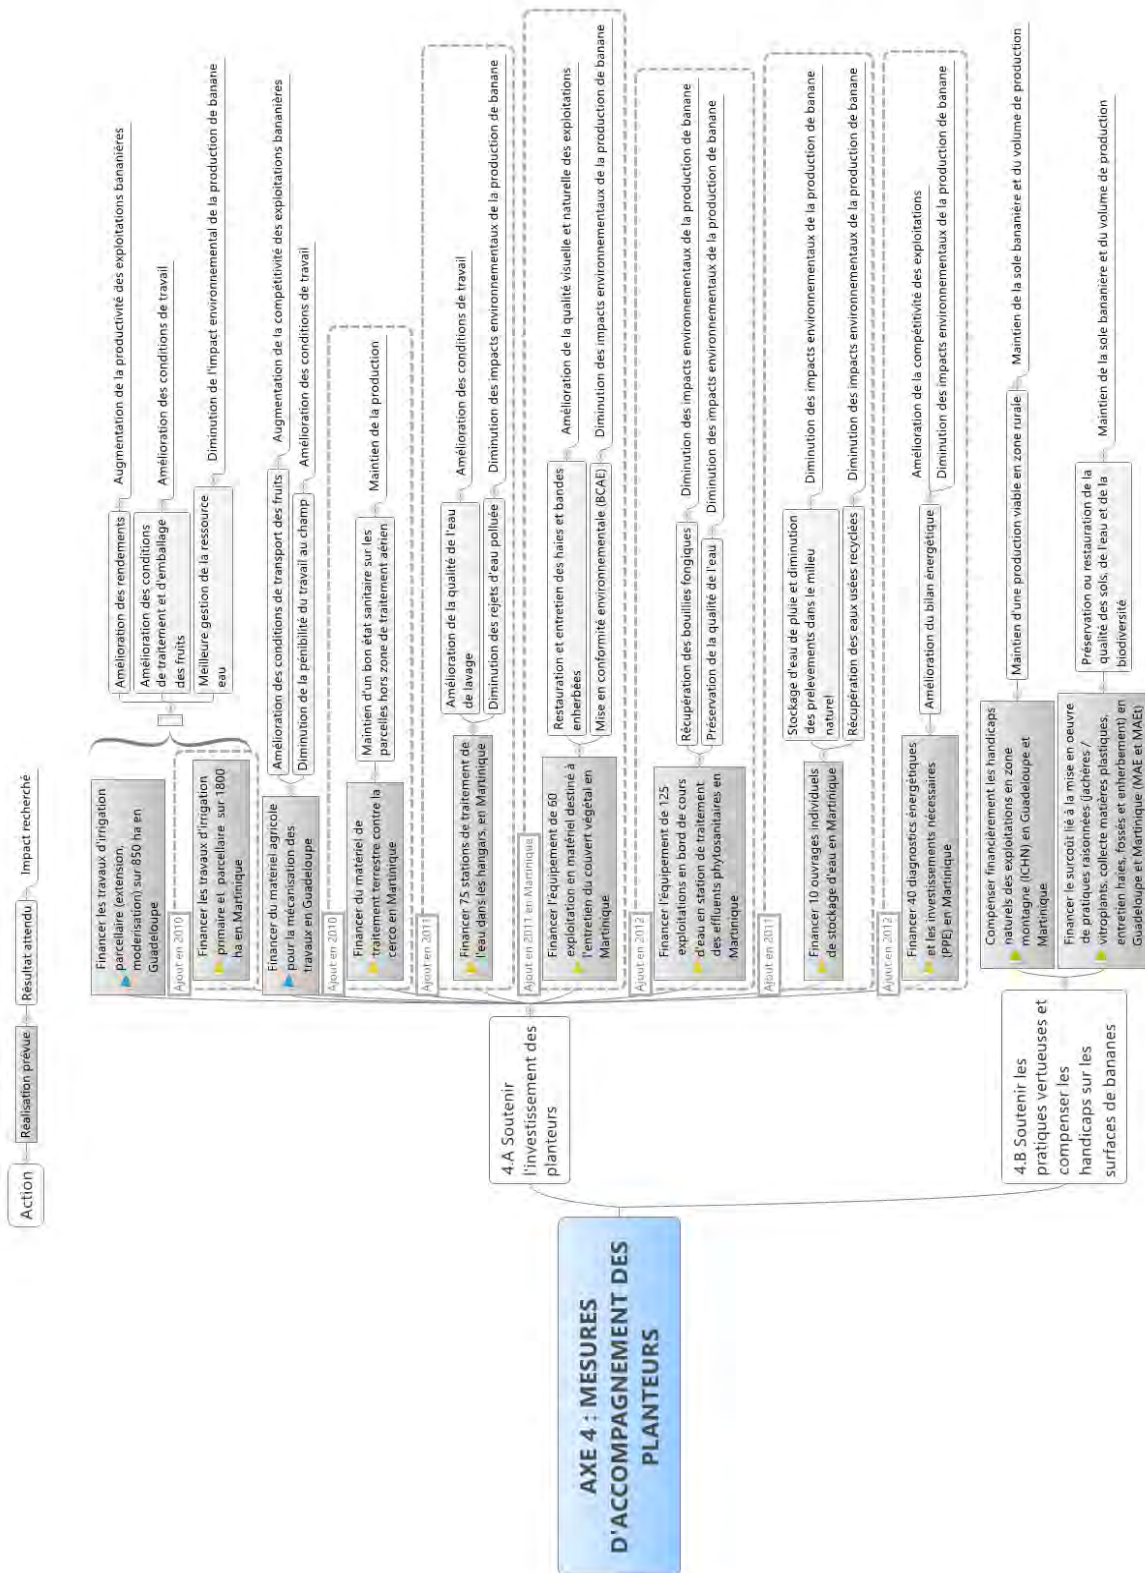 Action
Réalisation prévue
Résultat attendu
Impact recherché
AXE 4 : MESURES
D'ACCOMPAGNEMENT DES
PLANTEURS
4.A Soutenir
l'investissement des
planteurs
Financer les travaux d'irrigation
parcellaire (extension,
moderisation) sur 850 ha en
Guadeloupe
Ajout en 2010
Financer les travaux d'irrigation
primaire et parcellaire sur 1800
ha en Martinique
Amélioration des rendements
Augmentation de la productivité des exploitations bananières
Amélioration des conditions
de traitement et d'emballage
des fruits
Amélioration des conditions de travail
Meilleure gestion de la ressource
eau
Diminution de l'impact environnemental de la production de banane
Financer du matériel agricole
pour la mécanisation des
travaux en Guadeloupe
Amélioration des conditions de transport des fruits
Augmentation de la compétitivité des exploitations bananières
Diminution de la pénibilité du travail au champ
Amélioration des conditions de travail
Ajout en 2010
Financer du matériel de
traitement terrestre contre la
cerco en Martinique
Maintien d'un bon état sanitaire sur les
parcelles hors zone de traitement aérien
Maintien de la production
Ajout en 2011
Financer 75 stations de traitement de
l'eau dans les hangars, en Martinique
Amélioration de la qualité de l'eau
de lavage
Amélioration des conditions de travail
Diminution des rejets d'eau polluée
Diminution des impacts environnementaux de la production de banane
Ajout en 2011 en Martinique
Financer l'équipement de 60
exploitation en matériel destiné à
l'entretien du couvert végétal en
Martinique
Restauration et entretien des haies et bandes
enherbées
Amélioration de la qualité visuelle et naturelle des exploitations
Mise en conformité environnementale (BCAE)
Diminution des impacts environnementaux de la production de banane
Ajout en 2012
Financer l'équipement de 125
exploitations en bord de cours
d'eau en station de traitement
des effluents phytosanitaires en
Martinique
Récupération des bouillies fongiques
Diminution des impacts environnementaux de la production de banane
Préservation de la qualité de l'eau
Diminution des impacts environnementaux de la production de banane
Ajout en 2011
Financer 10 ouvrages individuels
de stockage d'eau en Martinique
Stockage d'eau de pluie et diminution
des prelevements dans le milieu
naturel
Diminution des impacts environnementaux de la production de banane
Récupération des eaux usées recyclées
Diminution des impacts environnementaux de la production de banane
Ajout en 2012
Financer 40 diagnostics énergétiques
et les investissements nécessaires
(PPE) en Martinique
Amélioration du bilan énergétique
Amélioration de la compétitivité des exploitations
Diminution des impacts environnementaux de la production de banane
4.B Soutenir les
pratiques vertueuses et
compenser les
handicaps sur les
surfaces de bananes
Compenser financièrement les handicaps
naturels des exploitations en zone
montagne (ICHN) en Guadeloupe et
Martinique
Maintien d'une production viable en zone rurale
Maintien de la sole bananière et du volume de production
Financer le surcoût lié à la mise en oeuvre
de pratiques raisonnées (jachères /
vitroplants, collecte matières plastiques,
entretien haies, fossés et enherbement) en
Guadeloupe et Martinique (MAE et MAEt)
Préservation ou restauration de la
qualité des sols, de l'eau et de la
biodiversité
Maintien de la sole bananière et du volume de production